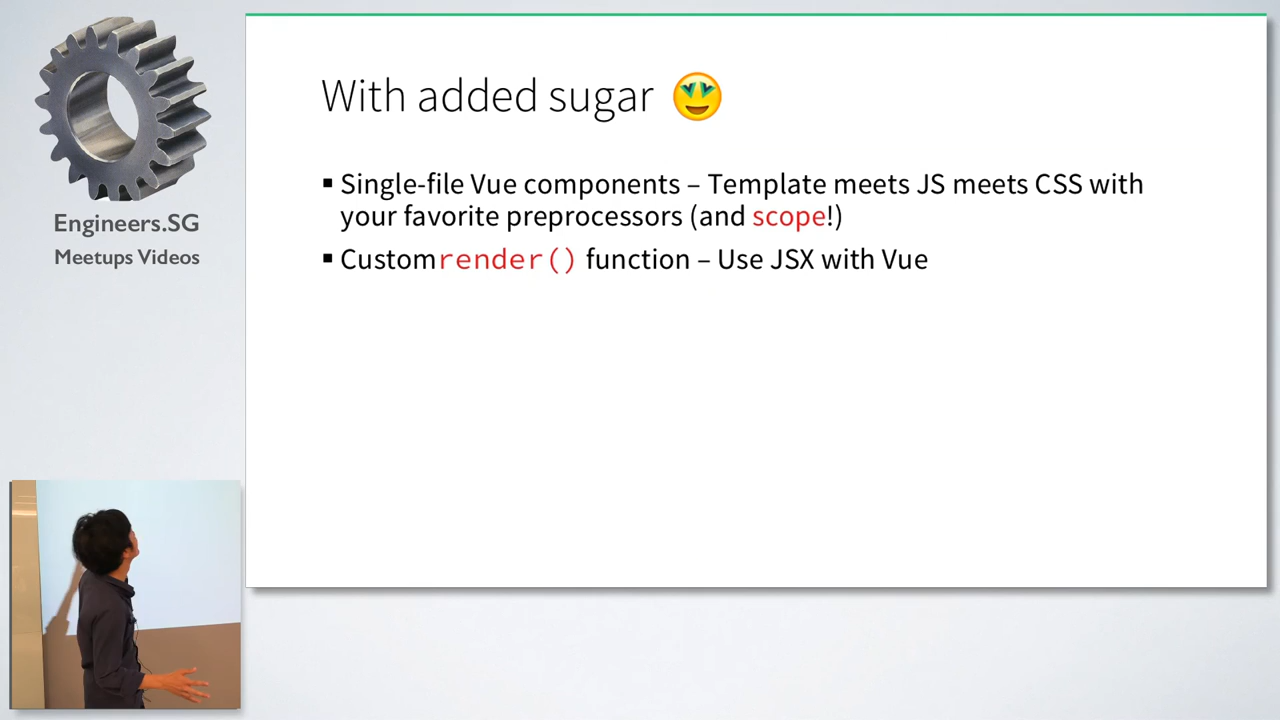 Engineers.SG
Meetups Videos
With added sugar
▪ Single-file Vue components – Template meets JS meets CSS with
your favorite preprocessors (and scope!)
▪ Custom render() function – Use JSX with Vue